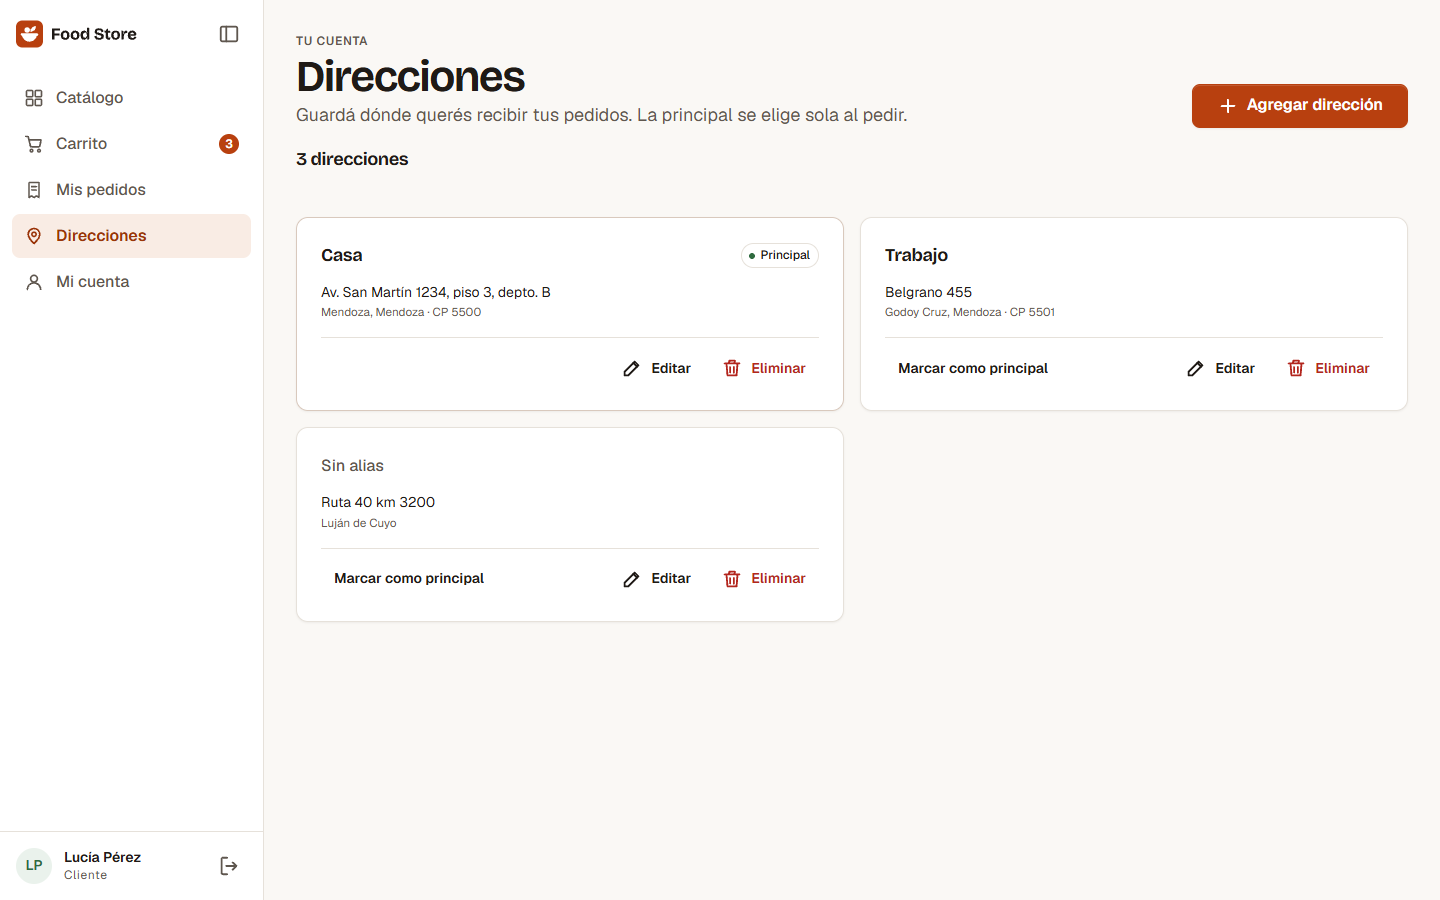 Food Store
Catálogo
Carrito 3
Mis pedidos
Direcciones
Mi cuenta
LP
Lucía Pérez
Cliente
TU CUENTA
Direcciones
Guardá dónde querés recibir tus pedidos. La principal se elige sola al pedir.
Agregar dirección
3 direcciones
Casa
Principal
Av. San Martín 1234, piso 3, depto. B
Mendoza, Mendoza · CP 5500
Editar Eliminar
Trabajo
Belgrano 455
Godoy Cruz, Mendoza · CP 5501
Marcar como principal Editar Eliminar
Sin alias
Ruta 40 km 3200
Luján de Cuyo
Marcar como principal Editar Eliminar